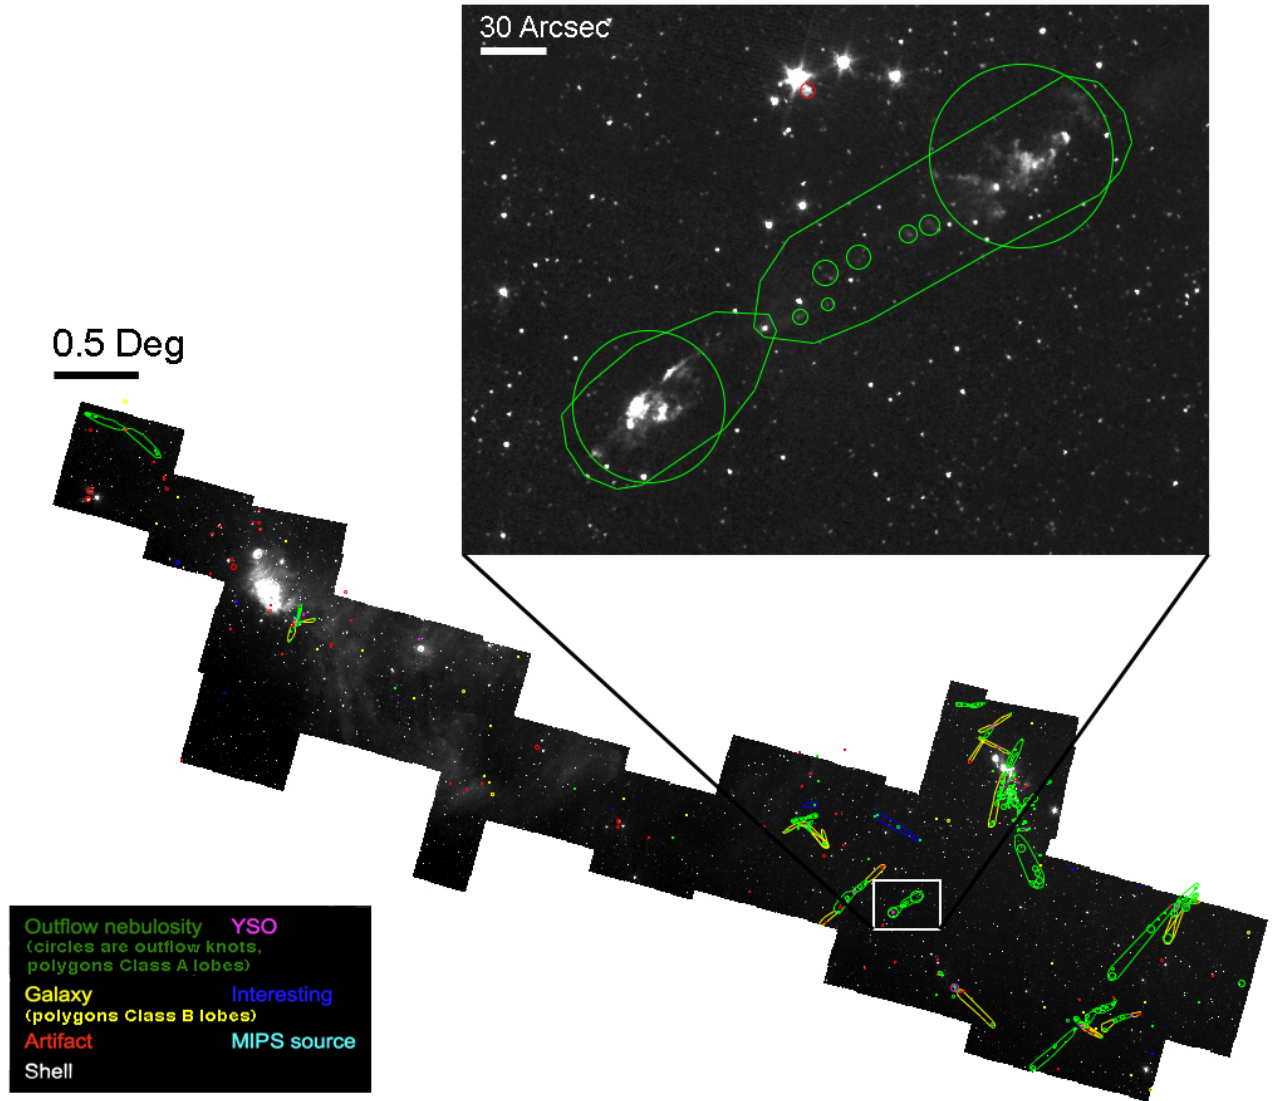 30 Arcsec
0.5 Deg
Outflow nebulosity YSO
(circles are outflow knots,
polygons Class A lobes)
Galaxy Interesting
(polygons Class B lobes)
Artifact MIPS source
Shell